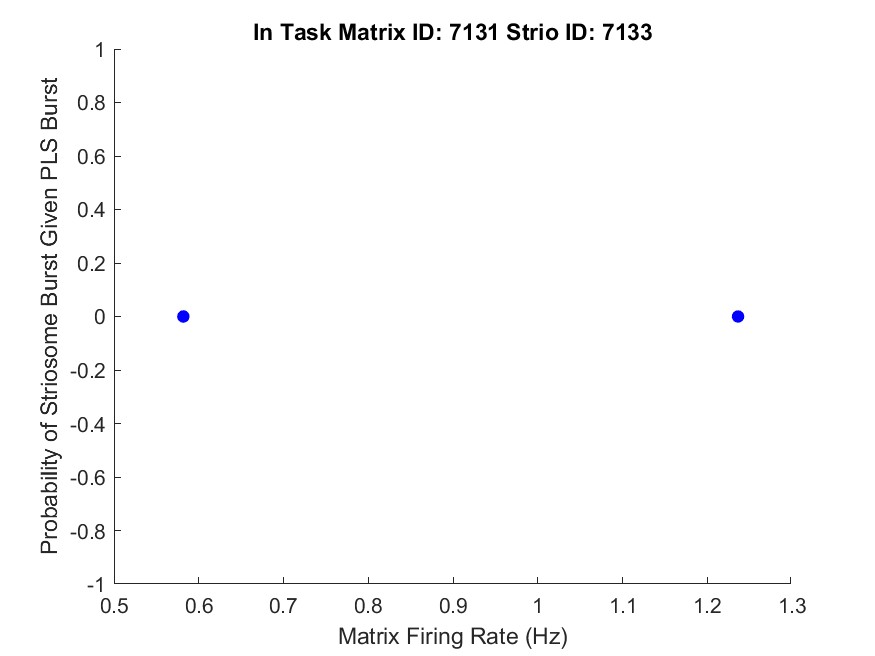 In Task Matrix ID: 7131 Strio ID: 7133
Probability of Striosome Burst Given PLS Burst
1
0.8
0.6
0.4
0.2
0
-0.2
-0.4
-0.6
-0.8
-1
0.5 0.6 0.7 0.8 0.9 1 1.1 1.2 1.3
Matrix Firing Rate (Hz)